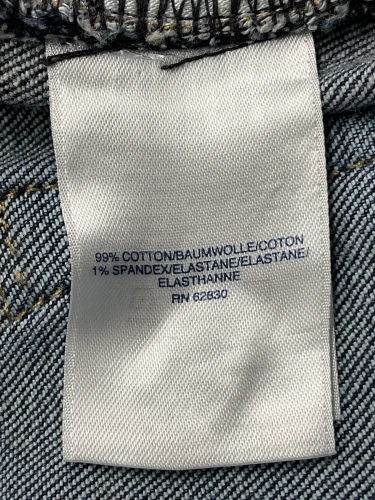 99% COTTON/BAUMWOLLE/COTON
1% SPANDEX/ELASTANE/ELASTANE/
ELASTHANNE
RN 62830